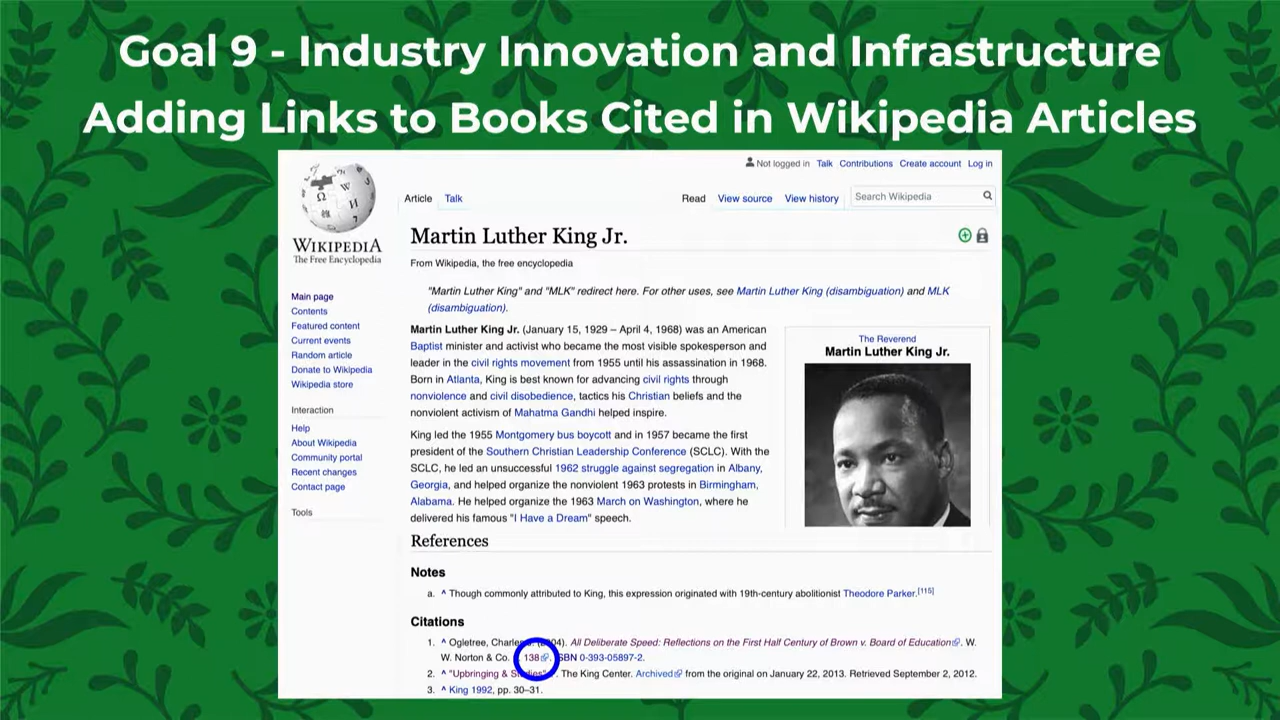 Goal 9 - Industry Innovation and Infrastructure
Adding Links to Books Cited in Wikipedia Articles
Not logged in Talk Contributions Create account Log in
Article Talk
Read View source View history Search Wikipedia
WIKIPEDIA
The Free Encyclopedia
Martin Luther King Jr.
From Wikipedia, the free encyclopedia
"Martin Luther King" and "MLK" redirect here. For other uses, see Martin Luther King (disambiguation) and MLK
(disambiguation).
Main page
Contents
Featured content
Current events
Random article
Donate to Wikipedia
Wikipedia store
Interaction
Help
About Wikipedia
Community portal
Recent changes
Contact page
Tools
Martin Luther King Jr. (January 15, 1929 – April 4, 1968) was an American
Baptist minister and activist who became the most visible spokesperson and
leader in the civil rights movement from 1955 until his assassination in 1968.
Born in Atlanta, King is best known for advancing civil rights through
nonviolence and civil disobedience, tactics his Christian beliefs and the
nonviolent activism of Mahatma Gandhi helped inspire.
King led the 1955 Montgomery bus boycott and in 1957 became the first
president of the Southern Christian Leadership Conference (SCLC). With the
SCLC, he led an unsuccessful 1962 struggle against segregation in Albany,
Georgia, and helped organize the nonviolent 1963 protests in Birmingham,
Alabama. He helped organize the 1963 March on Washington, where he
delivered his famous "I Have a Dream" speech.
The Reverend
Martin Luther King Jr.
References
Notes
a. ^ Though commonly attributed to King, this expression originated with 19th-century abolitionist Theodore Parker.[115]
Citations
1. ^ Ogletree, All Deliberate Speed: Reflections on the First Half Century of Brown v. Board of Education. W.
W. Norton & Co. 138. ISBN 0-393-05897-2.
2. ^ "Upbringing & The King Center. Archived from the original on January 22, 2013. Retrieved September 2, 2012.
3. ^ King 1992, pp. 30–31.